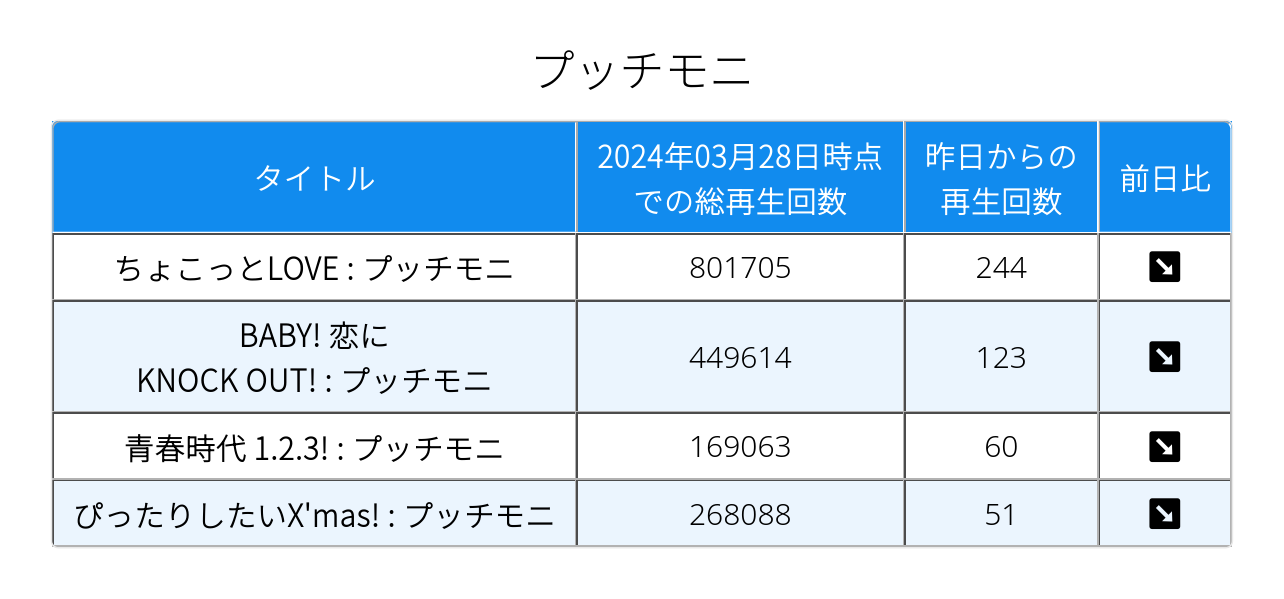 プッチモニ
タイトル
2024年03月28日時点
での総再生回数
昨日からの
再生回数
前日比
ちょこっとLOVE : プッチモニ
801705
244
BABY! 恋に
KNOCK OUT! : プッチモニ
449614
123
青春時代 1.2.3! : プッチモニ
169063
60
ぴったりしたいX'mas! : プッチモニ
268088
51